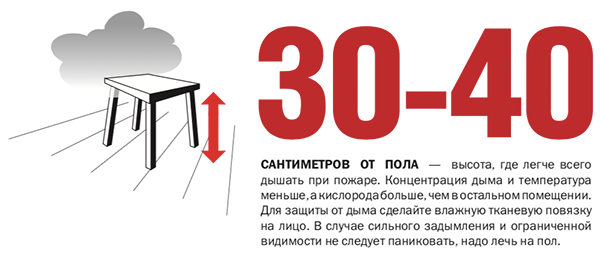 30-40
САНТИМЕТРОВ ОТ ПОЛА — высота, где легче всего
дышать при пожаре. Концентрация дыма и температура
меньше, а кислорода больше, чем в остальном помещении.
Для защиты от дыма сделайте влажную тканевую повязку
на лицо. В случае сильного задымления и ограниченной
видимости не следует паниковать, надо лечь на пол.